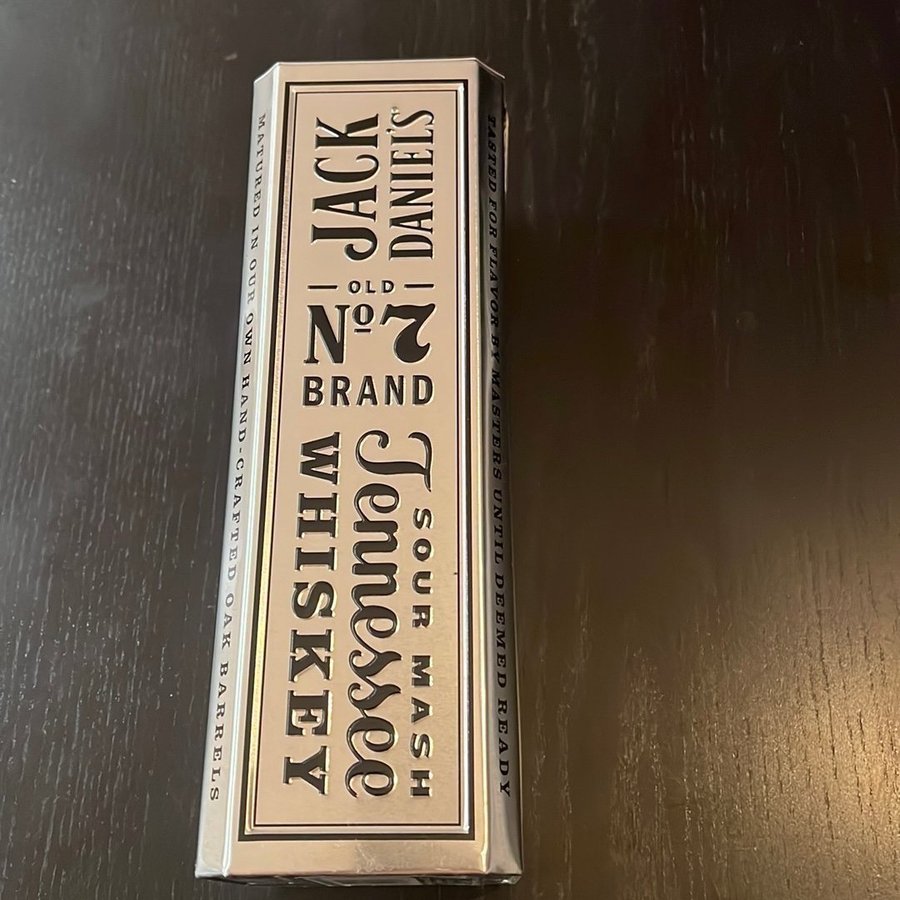 JACK
DANIEL'S
OLD
Nº 7
BRAND
SOUR MASH
Tennessee
WHISKEY
MATURED IN OUR OWN HAND-CRAFTED OAK BARRELS
TASTED FOR FLAVOR BY MASTERS UNTIL DEEMED READY